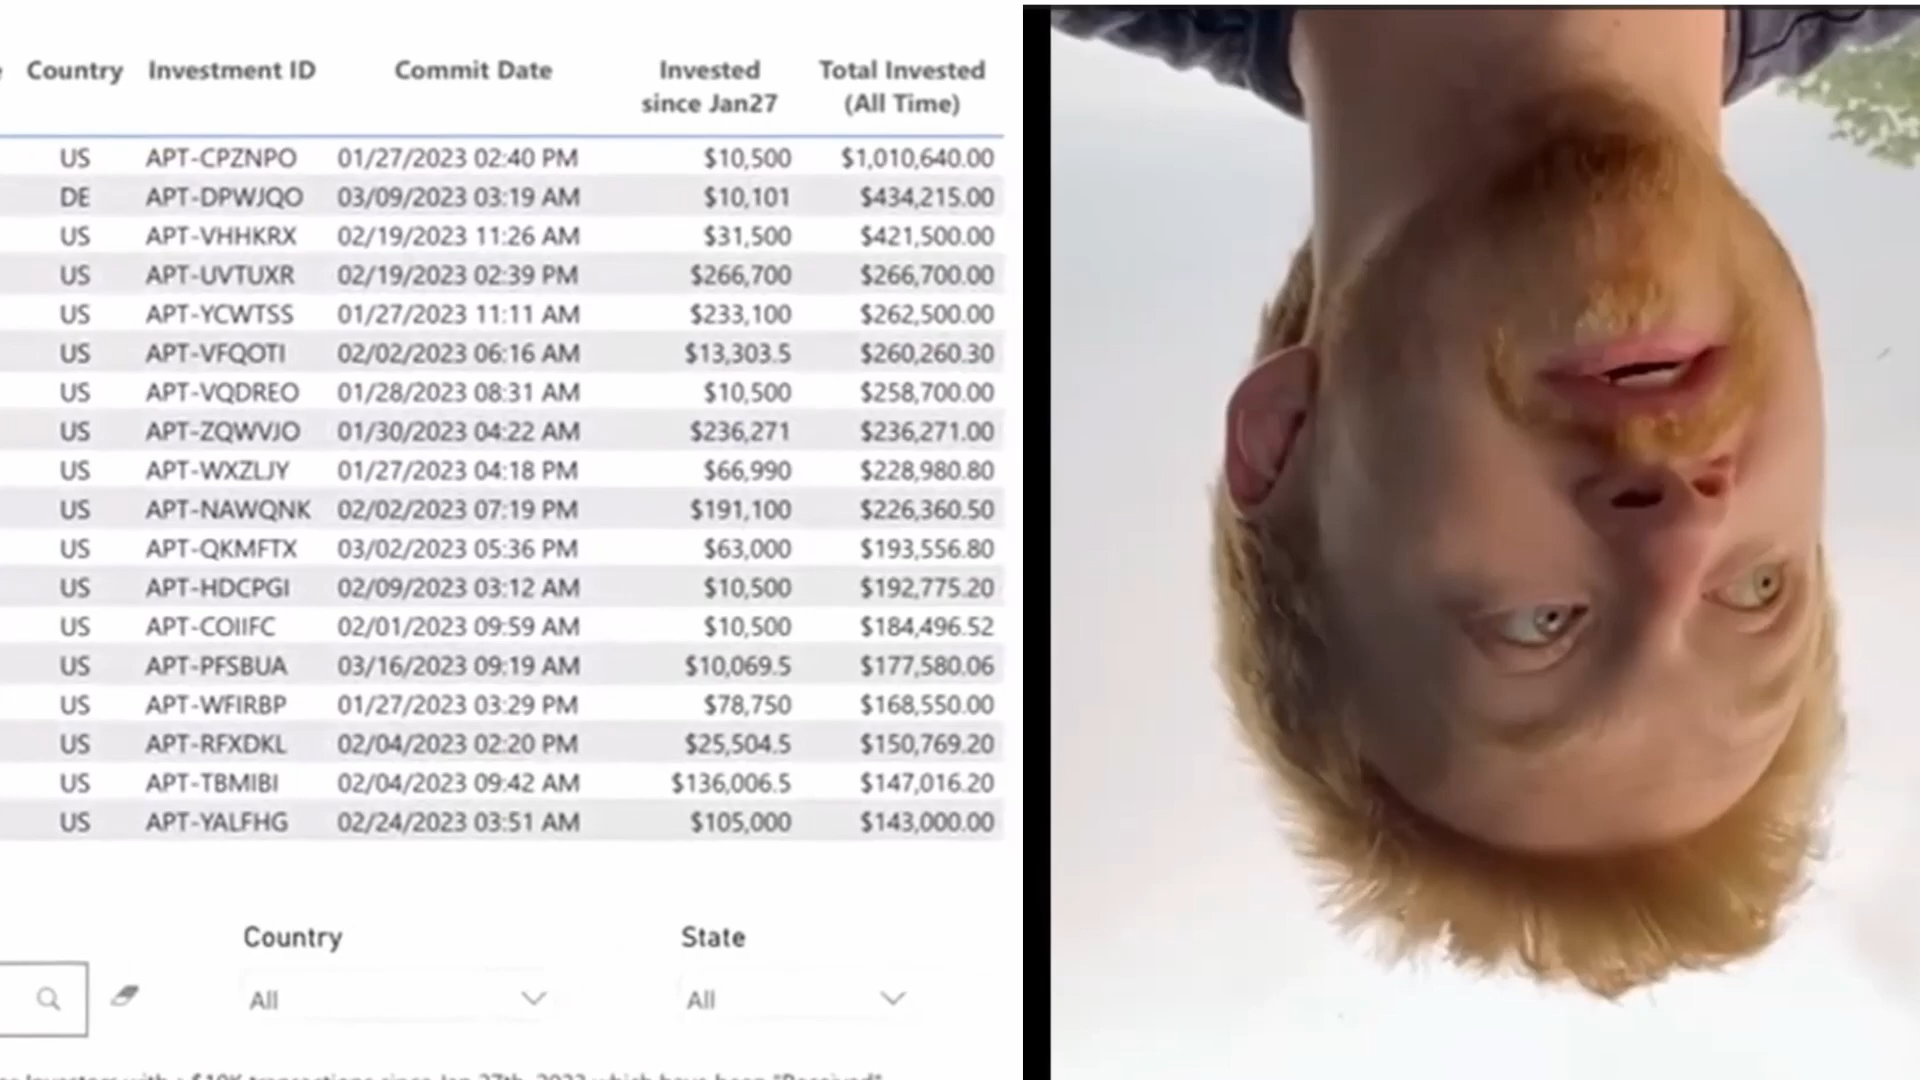 Country Investment ID Commit Date Invested since Jan27 Total Invested (All Time)
US APT-CPZNPO 01/27/2023 02:40 PM $10,500 $1,010,640.00
DE APT-DPWJQO 03/09/2023 03:19 AM $10,101 $434,215.00
US APT-VHHKRX 02/19/2023 11:26 AM $31,500 $421,500.00
US APT-UVTUXR 02/19/2023 02:39 PM $266,700 $266,700.00
US APT-YCWTSS 01/27/2023 11:11 AM $233,100 $262,500.00
US APT-VFQOTI 02/02/2023 06:16 AM $13,303.5 $260,260.30
US APT-VQDREO 01/28/2023 08:31 AM $10,500 $258,700.00
US APT-ZQWVJO 01/30/2023 04:22 AM $236,271 $236,271.00
US APT-WXZLJY 01/27/2023 04:18 PM $66,990 $228,980.80
US APT-NAWQNK 02/02/2023 07:19 PM $191,100 $226,360.50
US APT-QKMFTX 03/02/2023 05:36 PM $63,000 $193,556.80
US APT-HDCPGI 02/09/2023 03:12 AM $10,500 $192,775.20
US APT-COIIFC 02/01/2023 09:59 AM $10,500 $184,496.52
US APT-PFSBUA 03/16/2023 09:19 AM $10,069.5 $177,580.06
US APT-WFIRBP 01/27/2023 03:29 PM $78,750 $168,550.00
US APT-RFXDKL 02/04/2023 02:20 PM $25,504.5 $150,769.20
US APT-TBMIBI 02/04/2023 09:42 AM $136,006.5 $147,016.20
US APT-YALFHG 02/24/2023 03:51 AM $105,000 $143,000.00
Country State
All All
Investors with > $10K transactions since Jan 27th, 2023 which have been "Received"